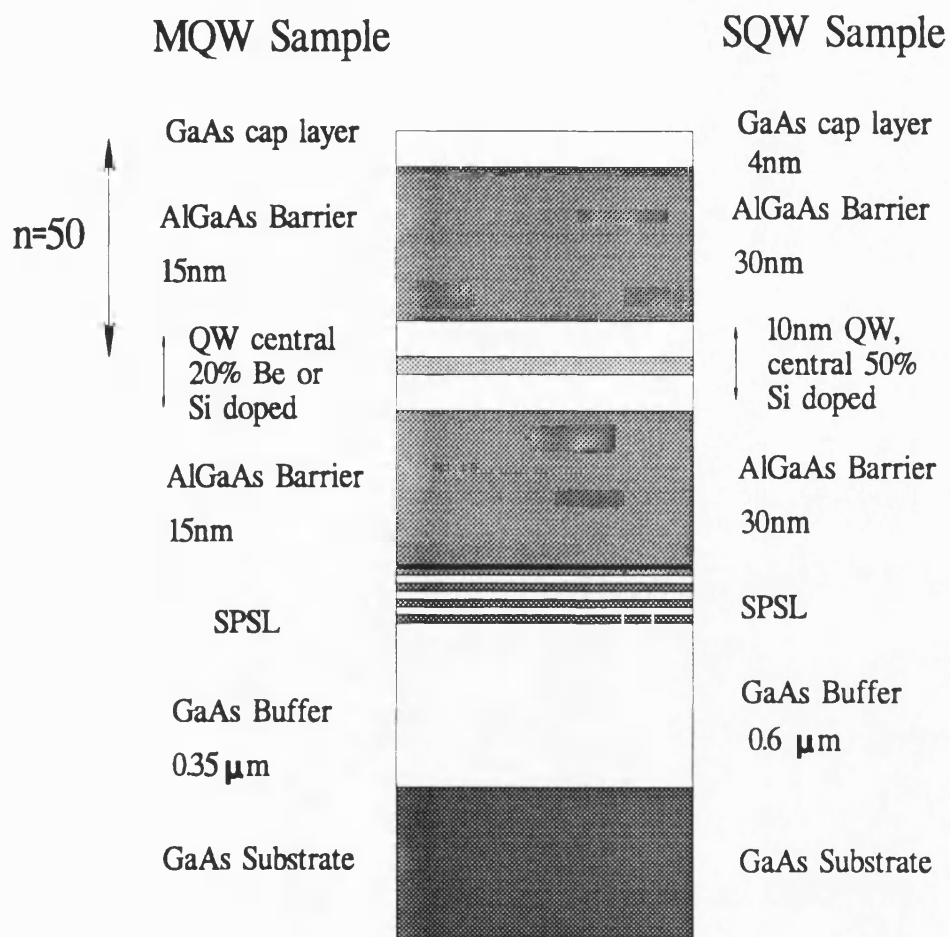 MQW Sample
SQW Sample
GaAs cap layer
n=50
AlGaAs Barrier
15nm
QW central
20% Be or
Si doped
AlGaAs Barrier
15nm
SPSL
GaAs Buffer
0.35 μm
GaAs Substrate
GaAs cap layer
4nm
AlGaAs Barrier
30nm
10nm QW,
central 50%
Si doped
AlGaAs Barrier
30nm
SPSL
GaAs Buffer
0.6 μm
GaAs Substrate